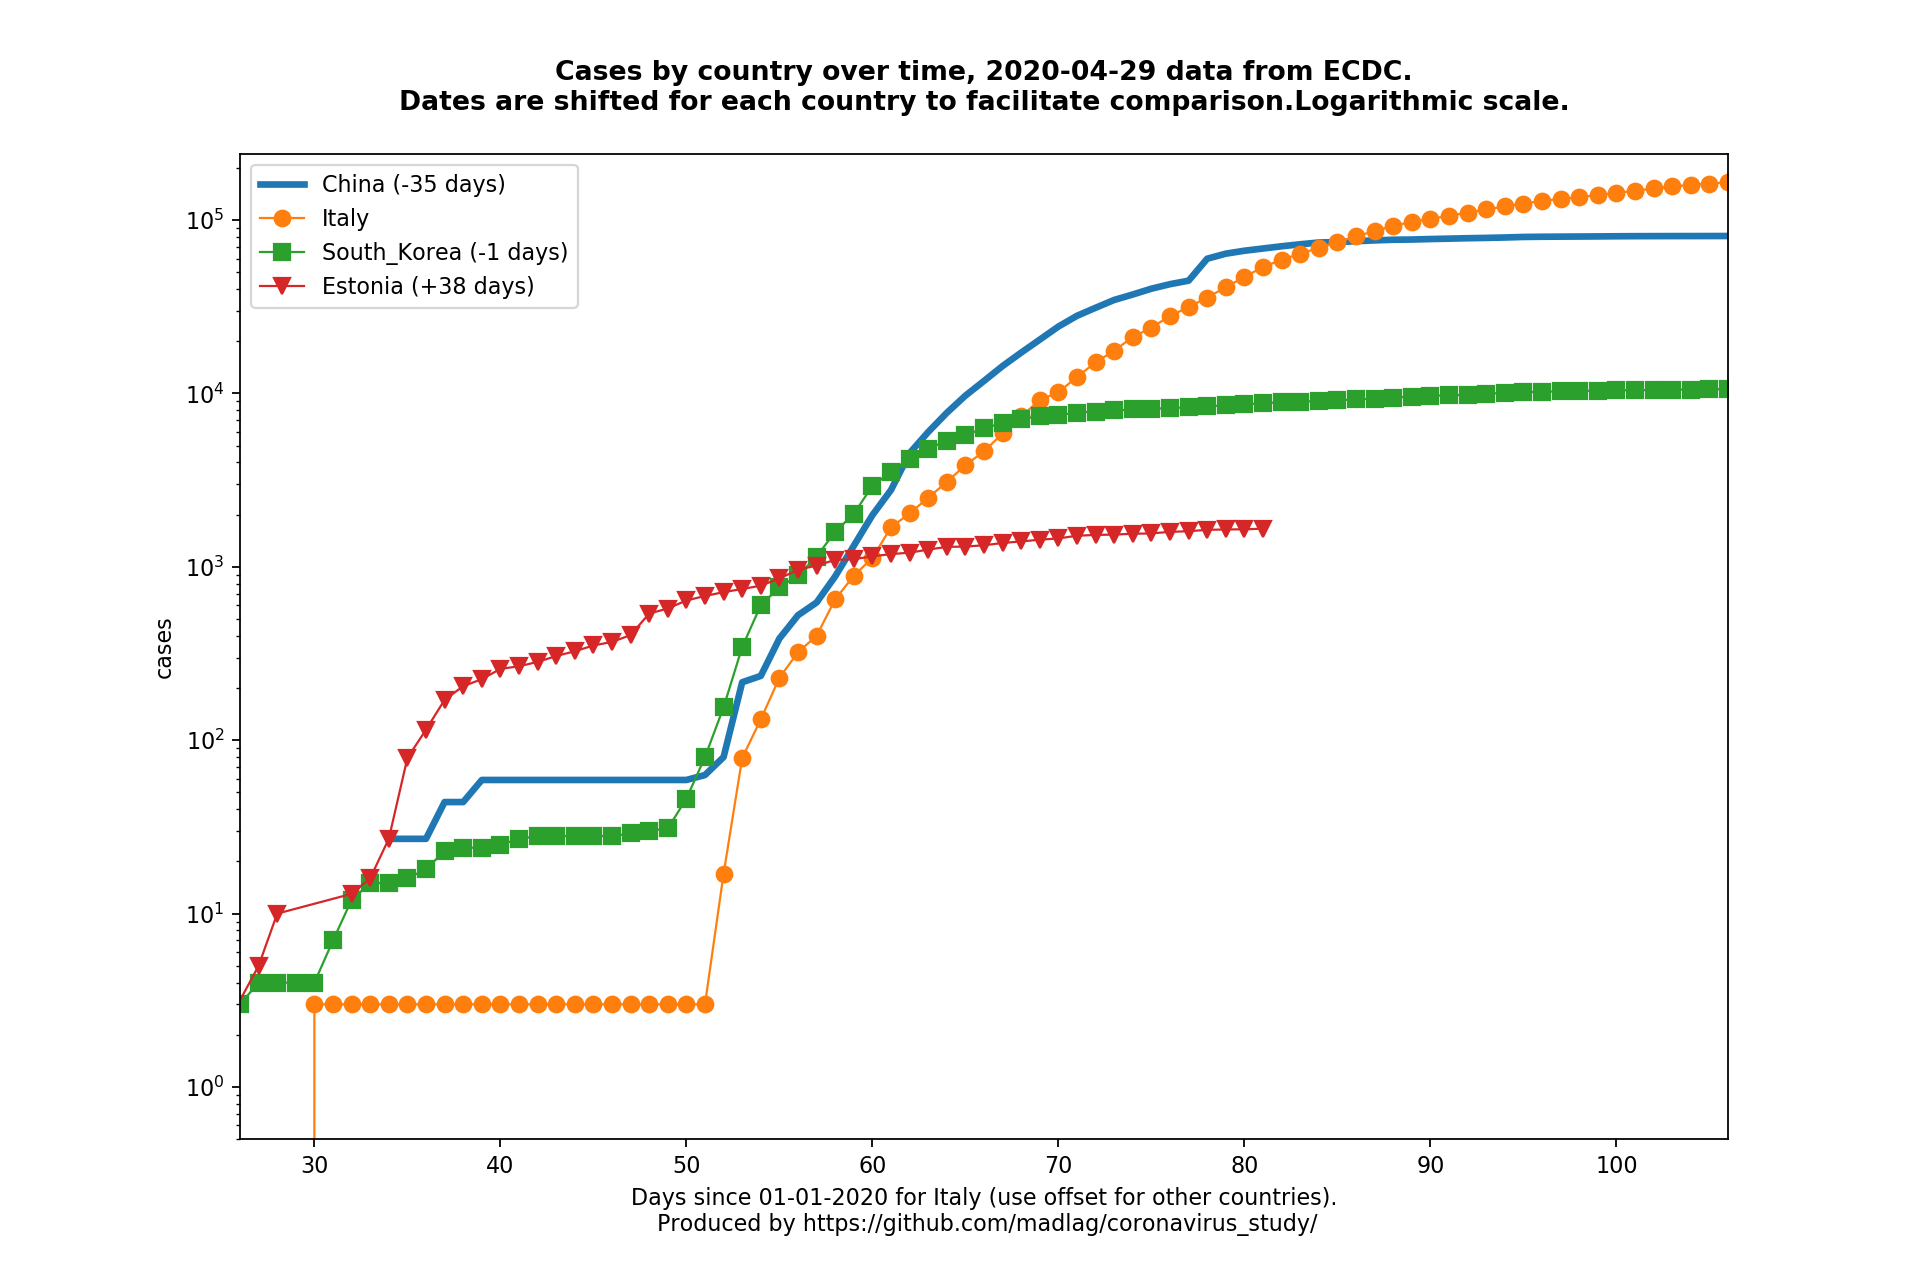 Cases by country over time, 2020-04-29 data from ECDC.
Dates are shifted for each country to facilitate comparison.Logarithmic scale.
China (-35 days)
Italy
South_Korea (-1 days)
Estonia (+38 days)
10^5
10^4
10^3
10^2
10^1
10^0
cases
30 40 50 60 70 80 90 100
Days since 01-01-2020 for Italy (use offset for other countries).
Produced by https://github.com/madlag/coronavirus_study/